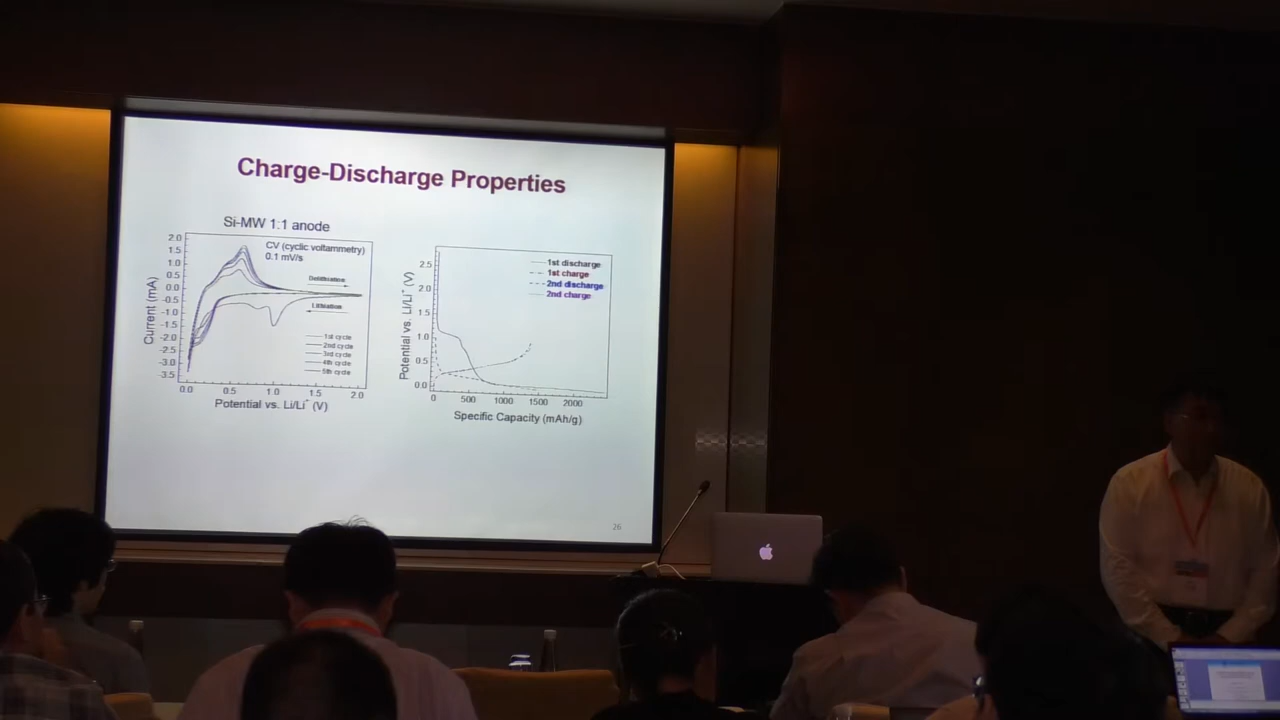 Charge-Discharge Properties
Si-MW 1:1 anode
CV (cyclic voltammetry)
0.1 mV/s
Delithiation
Lithiation
1st cycle
2nd cycle
3rd cycle
4th cycle
5th cycle
2.0
1.5
1.0
0.5
0.0
-0.5
-1.0
-1.5
-2.0
-2.5
-3.0
-3.5
Current (mA)
0.0 0.5 1.0 1.5 2.0
Potential vs. Li/Li+ (V)
1st discharge
1st charge
2nd discharge
2nd charge
2.5
2.0
1.5
1.0
0.5
0.0
Potential vs. Li/Li+ (V)
0 500 1000 1500 2000
Specific Capacity (mAh/g)
26